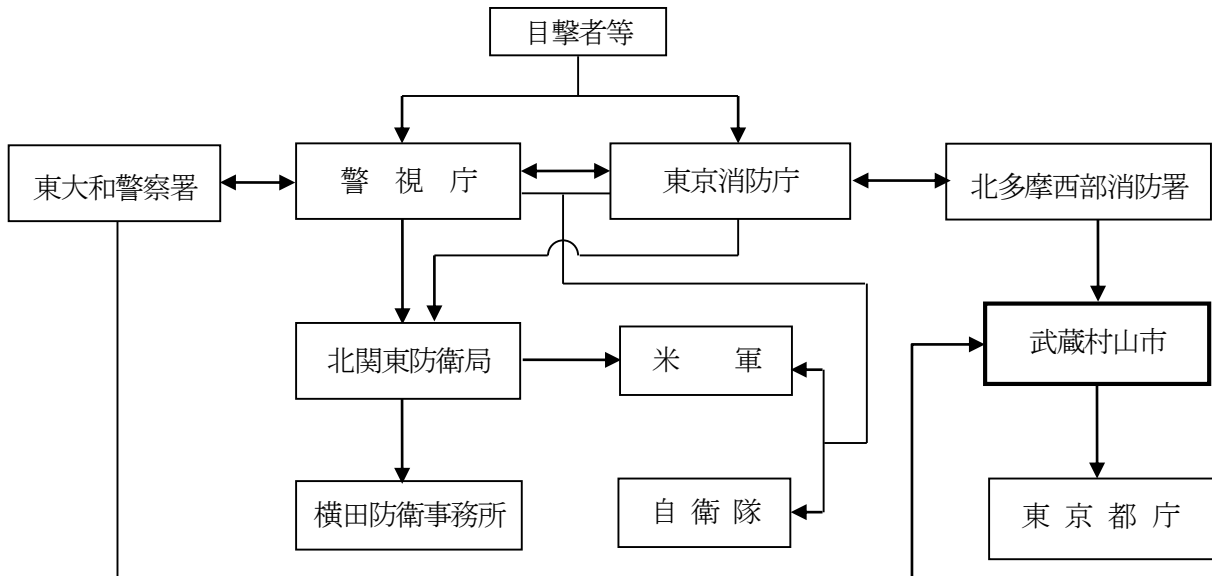 目撃者等
東大和警察署
警視庁
東京消防庁
北多摩西部消防署
北関東防衛局
米軍
武蔵村山市
横田防衛事務所
自衛隊
東京都庁